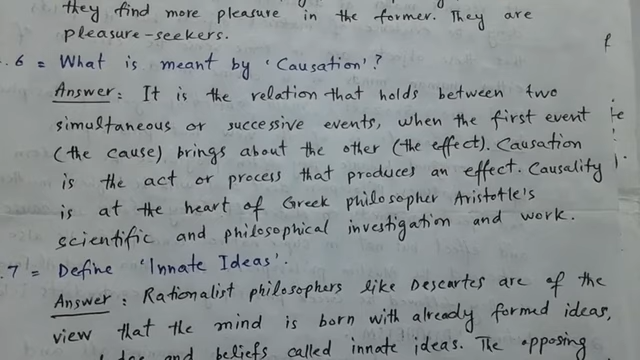 they find more pleasure in the former. They are
pleasure-seekers.
.6 = What is meant by 'Causation'?
Answer: It is the relation that holds between two
simultaneous or successive events, when the first event
(the cause) brings about the other (the effect). Causation
is the act or process that produces an effect. Causality
is at the heart of Greek philosopher Aristotle's
scientific and philosophical investigation and work.
.7 = Define 'Innate Ideas'.
Answer: Rationalist philosophers like Descartes are of the
view that the mind is born with already formed ideas,
and beliefs called innate ideas. The opposing